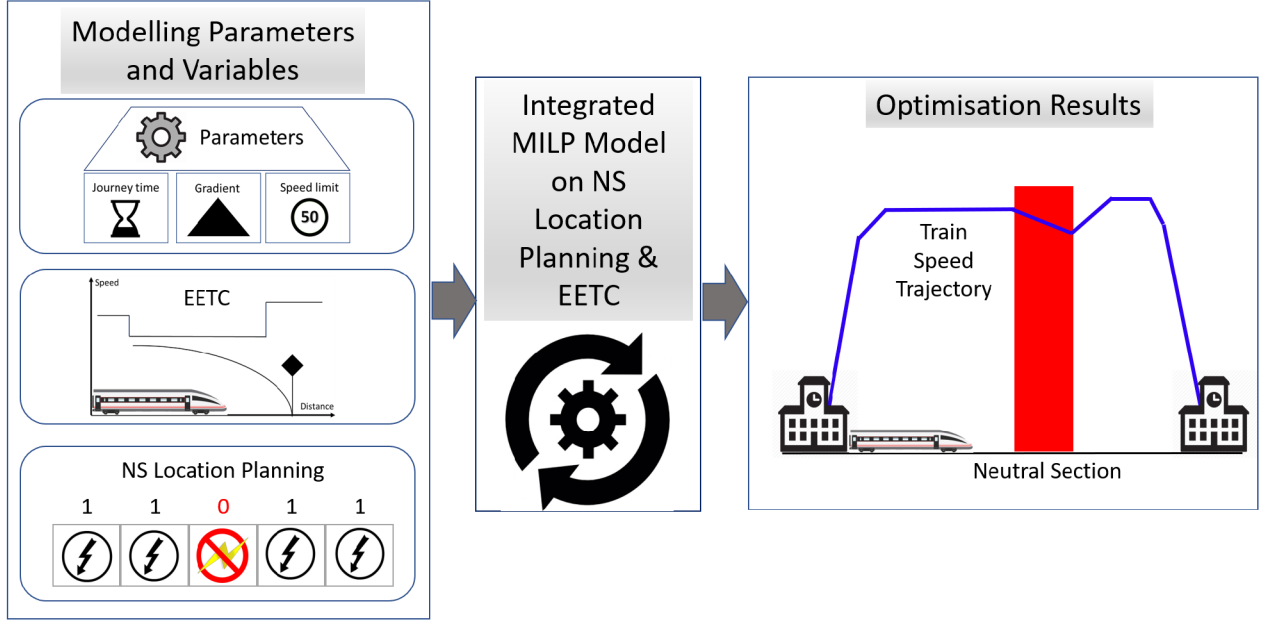 Modelling Parameters
and Variables
Parameters
Journey time
Gradient
Speed limit
50
Speed
EETC
Distance
NS Location Planning
1 1 0 1 1
Integrated
MILP Model
on NS
Location
Planning &
EETC
Optimisation Results
Train
Speed
Trajectory
Neutral Section